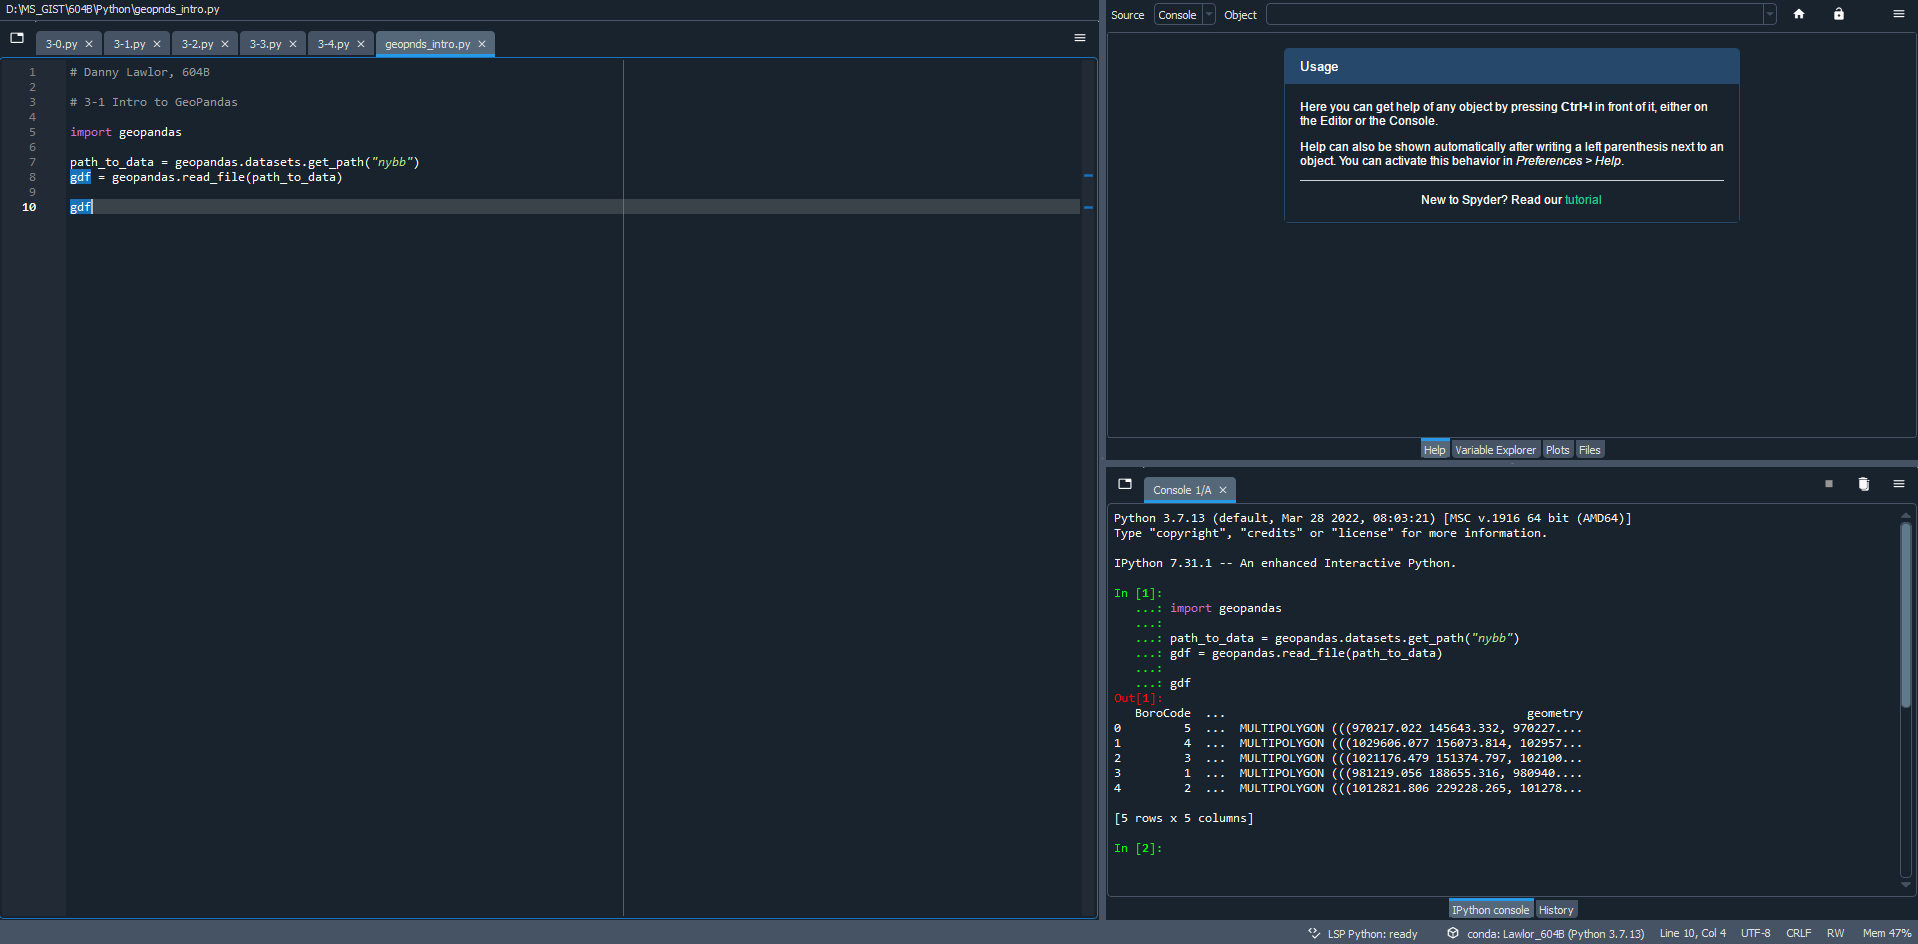 D:\MS_GIST\604B\Python\geopnds_intro.py
3-0.py
3-1.py
3-2.py
3-3.py
3-4.py
geopnds_intro.py
1 # Danny Lawlor, 604B
2
3 # 3-1 Intro to GeoPandas
4
5 import geopandas
6
7 path_to_data = geopandas.datasets.get_path("nybb")
8 gdf = geopandas.read_file(path_to_data)
9
10 gdf
Source Console Object
Usage
Here you can get help of any object by pressing Ctrl+I in front of it, either on
the Editor or the Console.
Help can also be shown automatically after writing a left parenthesis next to an
object. You can activate this behavior in Preferences > Help.
New to Spyder? Read our tutorial
Help Variable Explorer Plots Files
Console 1/A
Python 3.7.13 (default, Mar 28 2022, 08:03:21) [MSC v.1916 64 bit (AMD64)]
Type "copyright", "credits" or "license" for more information.
IPython 7.31.1 -- An enhanced Interactive Python.
In [1]:
...: import geopandas
...:
...: path_to_data = geopandas.datasets.get_path("nybb")
...: gdf = geopandas.read_file(path_to_data)
...:
...: gdf
Out[1]:
BoroCode ... geometry
0 5 ... MULTIPOLYGON (((970217.022 145643.332, 970227....
1 4 ... MULTIPOLYGON (((1029606.077 156073.814, 102957...
2 3 ... MULTIPOLYGON (((1021176.479 151374.797, 102100...
3 1 ... MULTIPOLYGON (((981219.056 188655.316, 980940....
4 2 ... MULTIPOLYGON (((1012821.806 229228.265, 101278...
[5 rows x 5 columns]
In [2]:
IPython console History
LSP Python: ready conda: Lawlor_604B (Python 3.7.13) Line 10, Col 4 UTF-8 CRLF RW Mem 47%